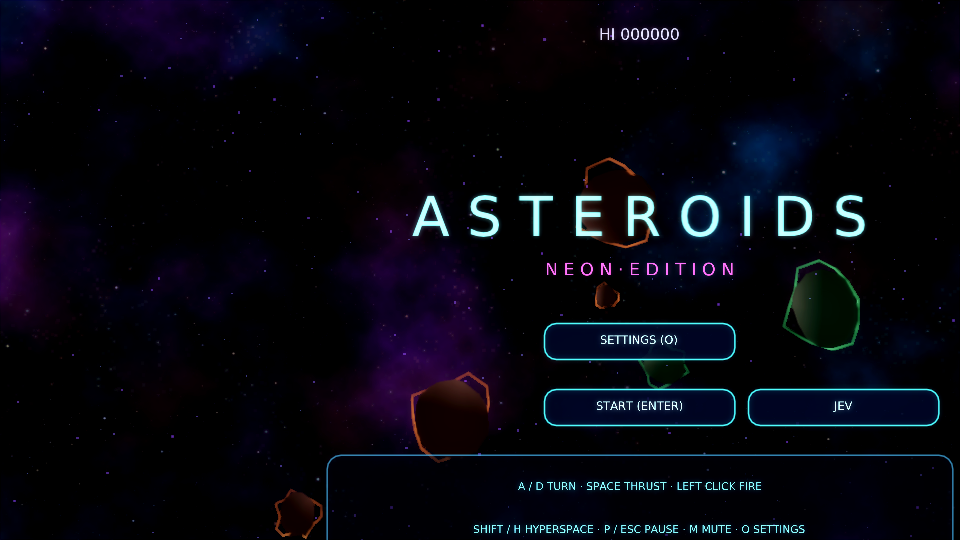 HI 000000
ASTEROIDS
NEON·EDITION
SETTINGS (O)
START (ENTER)
JEV
A / D TURN · SPACE THRUST · LEFT CLICK FIRE
SHIFT / H HYPERSPACE · P / ESC PAUSE · M MUTE · O SETTINGS